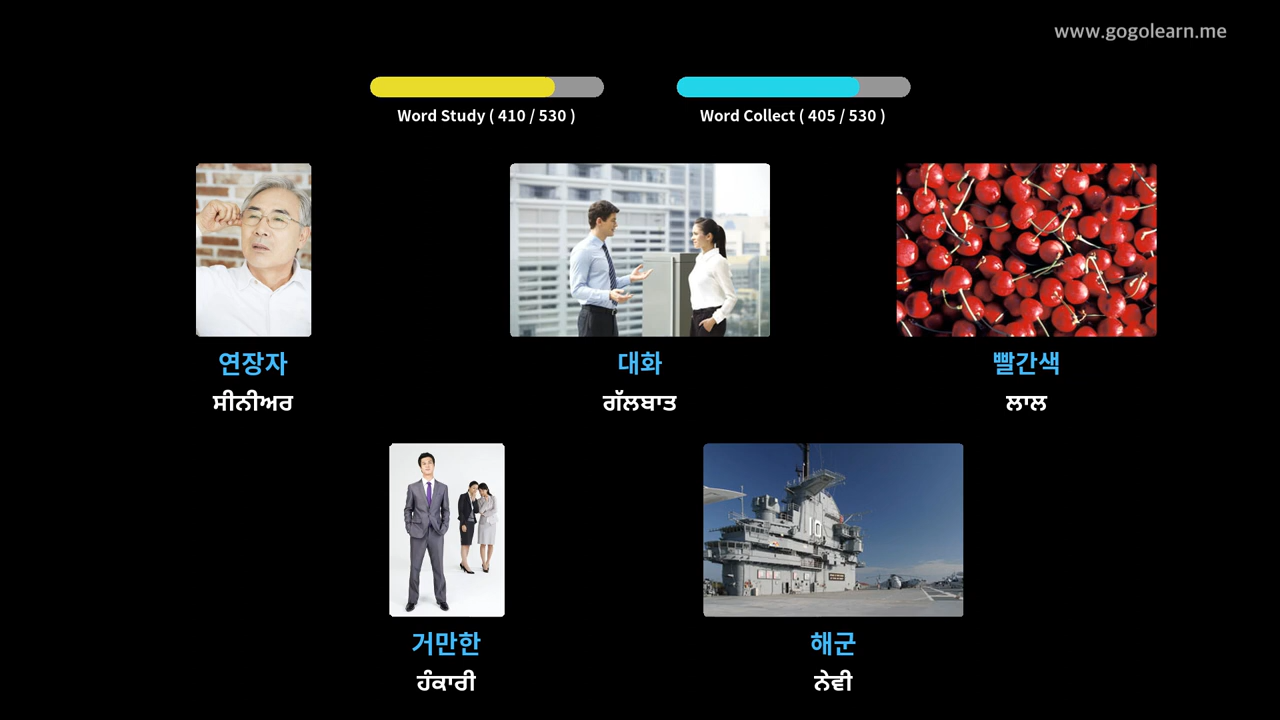 www.gogolearn.me
Word Study ( 410 / 530 )
Word Collect ( 405 / 530 )
연장자
ਸੀਨੀਅਰ
대화
ਗੱਲਬਾਤ
빨간색
ਲਾਲ
10
거만한
ਹੰਕਾਰੀ
해군
ਨੇਵੀ